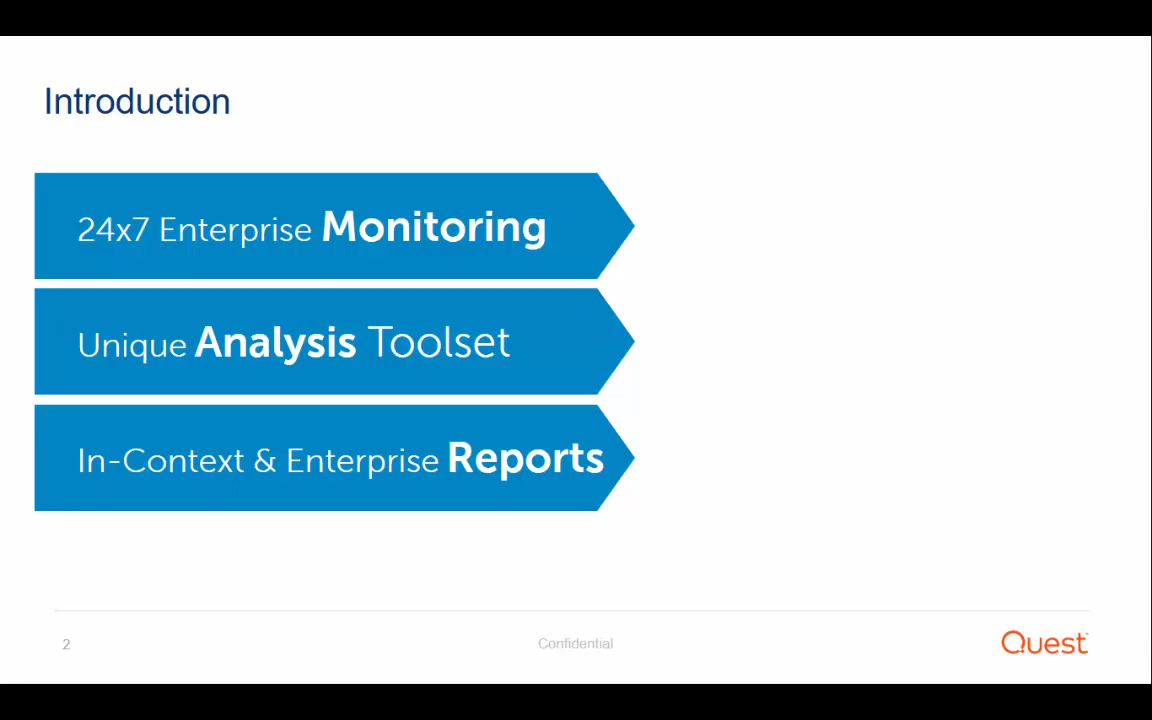 Introduction
24x7 Enterprise Monitoring
Unique Analysis Toolset
In-Context & Enterprise Reports
2
Confidential
Quest